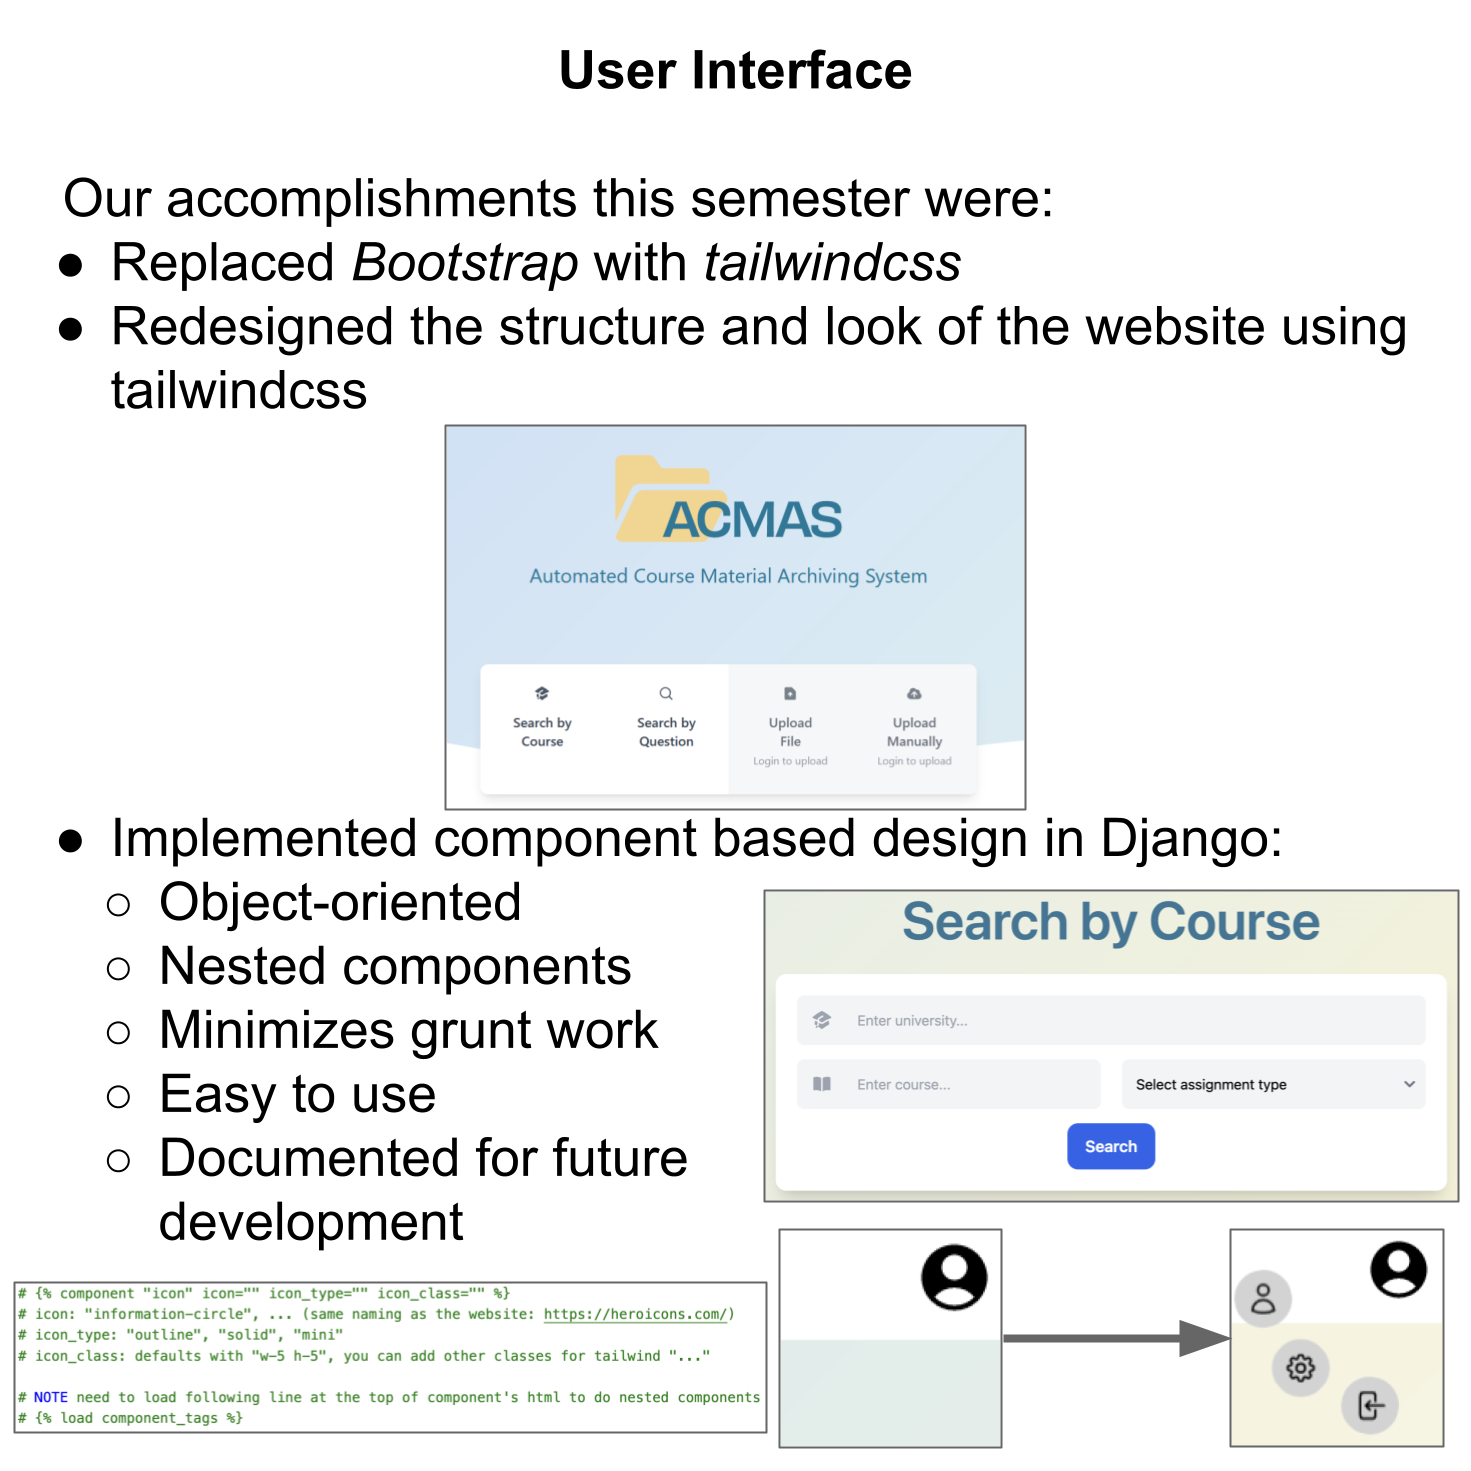 User Interface
Our accomplishments this semester were:
● Replaced Bootstrap with tailwindcss
● Redesigned the structure and look of the website using
tailwindcss
ACMAS
Automated Course Material Archiving System
Search by
Course
Search by
Question
Upload
File
Login to upload
Upload
Manually
Login to upload
● Implemented component based design in Django:
○ Object-oriented
○ Nested components
○ Minimizes grunt work
○ Easy to use
○ Documented for future
development
Search by Course
Enter university...
Enter course...
Select assignment type
Search
# {% component "icon" icon="" icon_type="" icon_class="" %}
# icon: "information-circle", ... (same naming as the website: https://heroicons.com/)
# icon_type: "outline", "solid", "mini"
# icon_class: defaults with "w-5 h-5", you can add other classes for tailwind "..."
# NOTE need to load following line at the top of component's html to do nested components
# {% load component_tags %}